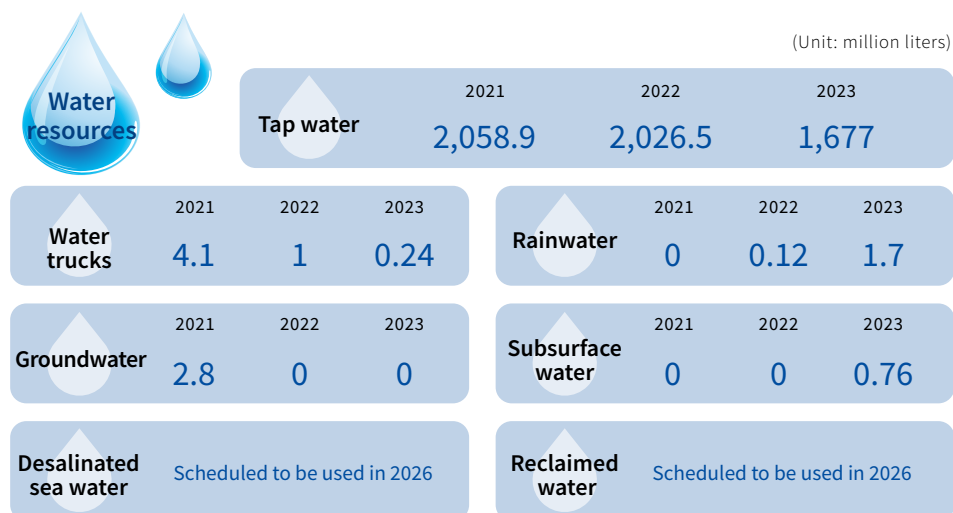 (Unit: million liters)
Water
resources
Tap water
2021 2022 2023
2,058.9 2,026.5 1,677
Water
trucks
2021 2022 2023
4.1 1 0.24
Rainwater
2021 2022 2023
0 0.12 1.7
Groundwater
2021 2022 2023
2.8 0 0
Subsurface
water
2021 2022 2023
0 0 0.76
Desalinated
sea water
Scheduled to be used in 2026
Reclaimed
water
Scheduled to be used in 2026